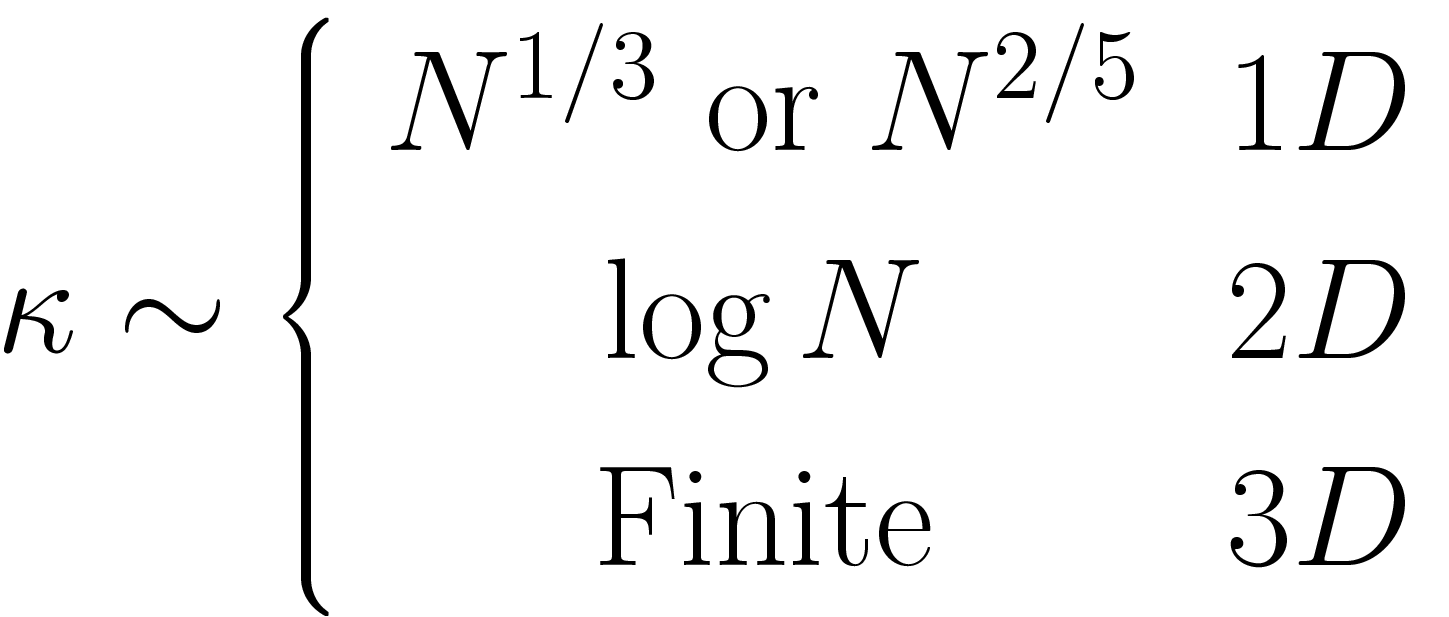 N^{1/3} or N^{2/5} 1D
κ ∼ { log N 2D
Finite 3D